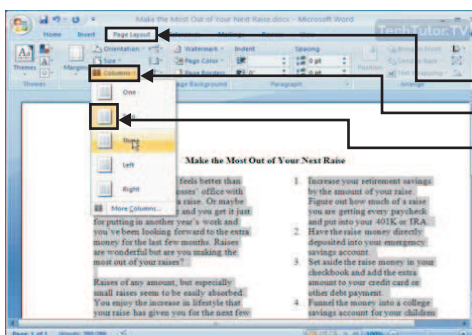 Make the Most Out of Your Next Raise.docx - Microsoft Word
TechTutor.TV
Home
Insert
Page Layout
Orientation
Size
Columns
Themes
Margins
Watermark
Page Color
Page Borders
Page Background
Indent
Spacing
0 pt
0 pt
Paragraph
Position
Arrange
Themes
One
Three
Left
Right
More Columns...
Make the Most Out of Your Next Raise
feels better than
office with
a raise. Or maybe
and you get it just
for putting in another year's work and
you've been looking forward to the extra
money for the last few months. Raises
are wonderful but are you making the
most out of your raises?
Raises of any amount, but especially
small raises seem to be easily absorbed.
You enjoy the increase in lifestyle that
your raise has given you for the next few
1. Increase your retirement savings
by the amount of your raise.
Figure out how much of a raise
you are getting every paycheck
and put into your 401K or IRA.
2. Have the raise money directly
deposited into your emergency
savings account.
3. Set aside the raise money in your
checkbook and add the extra
amount to your credit card or
other debt payment.
4. Funnel the money into a college
savings account for your children
Page: 1 of 1
100%